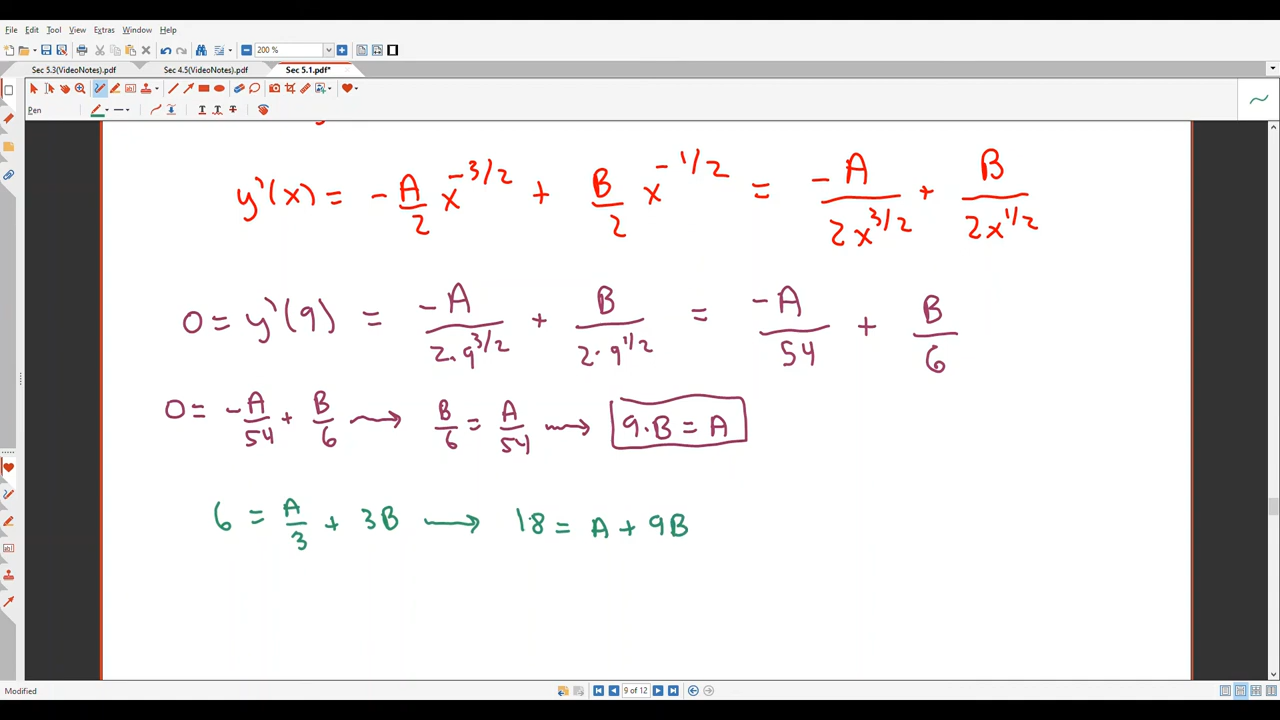 File Edit Tool View Extras Window Help
200 %
Sec 5.3(VideoNotes).pdf Sec 4.5(VideoNotes).pdf Sec 5.1.pdf*
Pen
y'(x) = -A/2 x^{-3/2} + B/2 x^{-1/2} = -A/2x^{3/2} + B/2x^{1/2}
0 = y'(9) = -A/2·9^{3/2} + B/2·9^{1/2} = -A/54 + B/6
0 = -A/54 + B/6 ⟿ B/6 = A/54 ⟿ 9·B = A
6 = A/3 + 3B ⟶ 18 = A + 9B
Modified 9 of 12